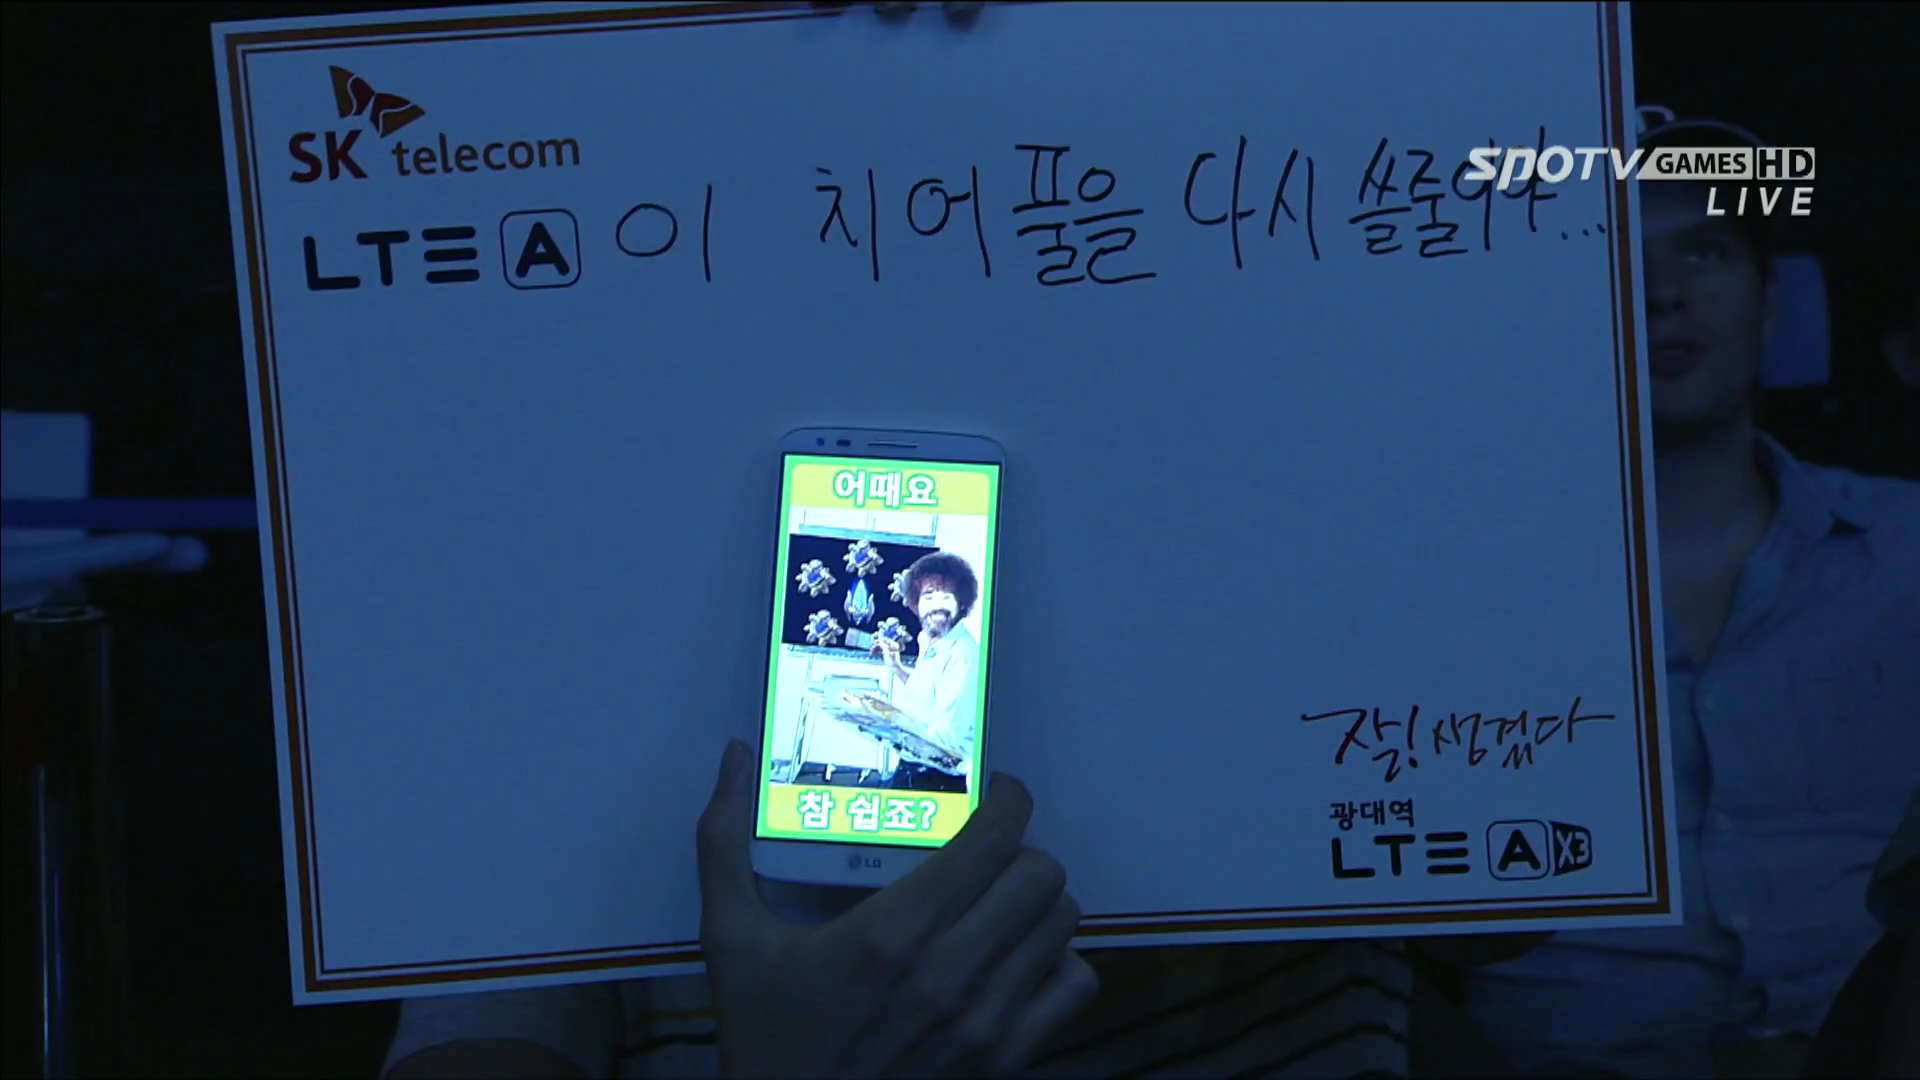 SK telecom
LTE A 이 치어풀을 다시 쓸줄이야...
SPOTV GAMES HD
LIVE
어때요
참 쉽죠?
LG
잘! 생겼다
광대역
LTE A X3